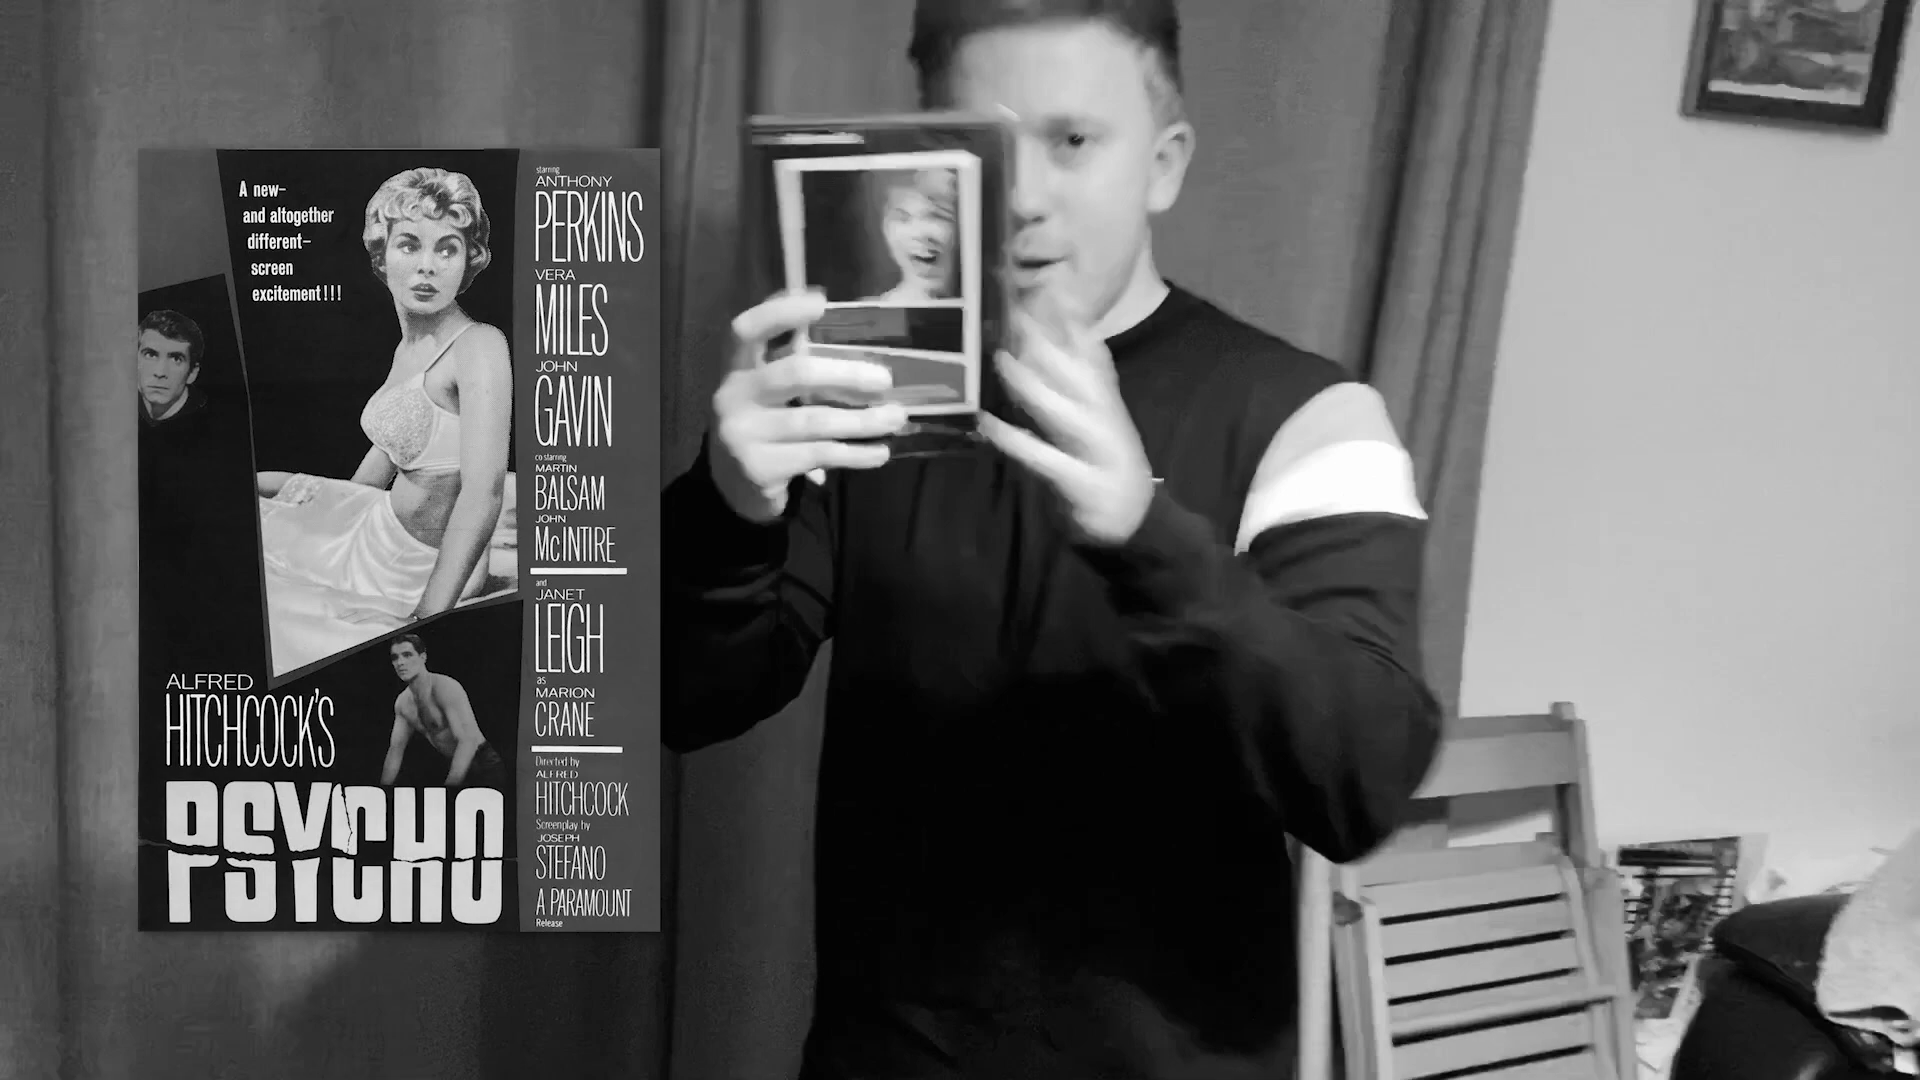 A new–
and altogether
different–
screen
excitement!!!
ALFRED
HITCHCOCK'S
PSYCHO
starring
ANTHONY
PERKINS
VERA
MILES
JOHN
GAVIN
co starring
MARTIN
BALSAM
JOHN
McINTIRE
and
JANET
LEIGH
as
MARION
CRANE
Directed by
ALFRED
HITCHCOCK
Screenplay by
JOSEPH
STEFANO
A PARAMOUNT
Release